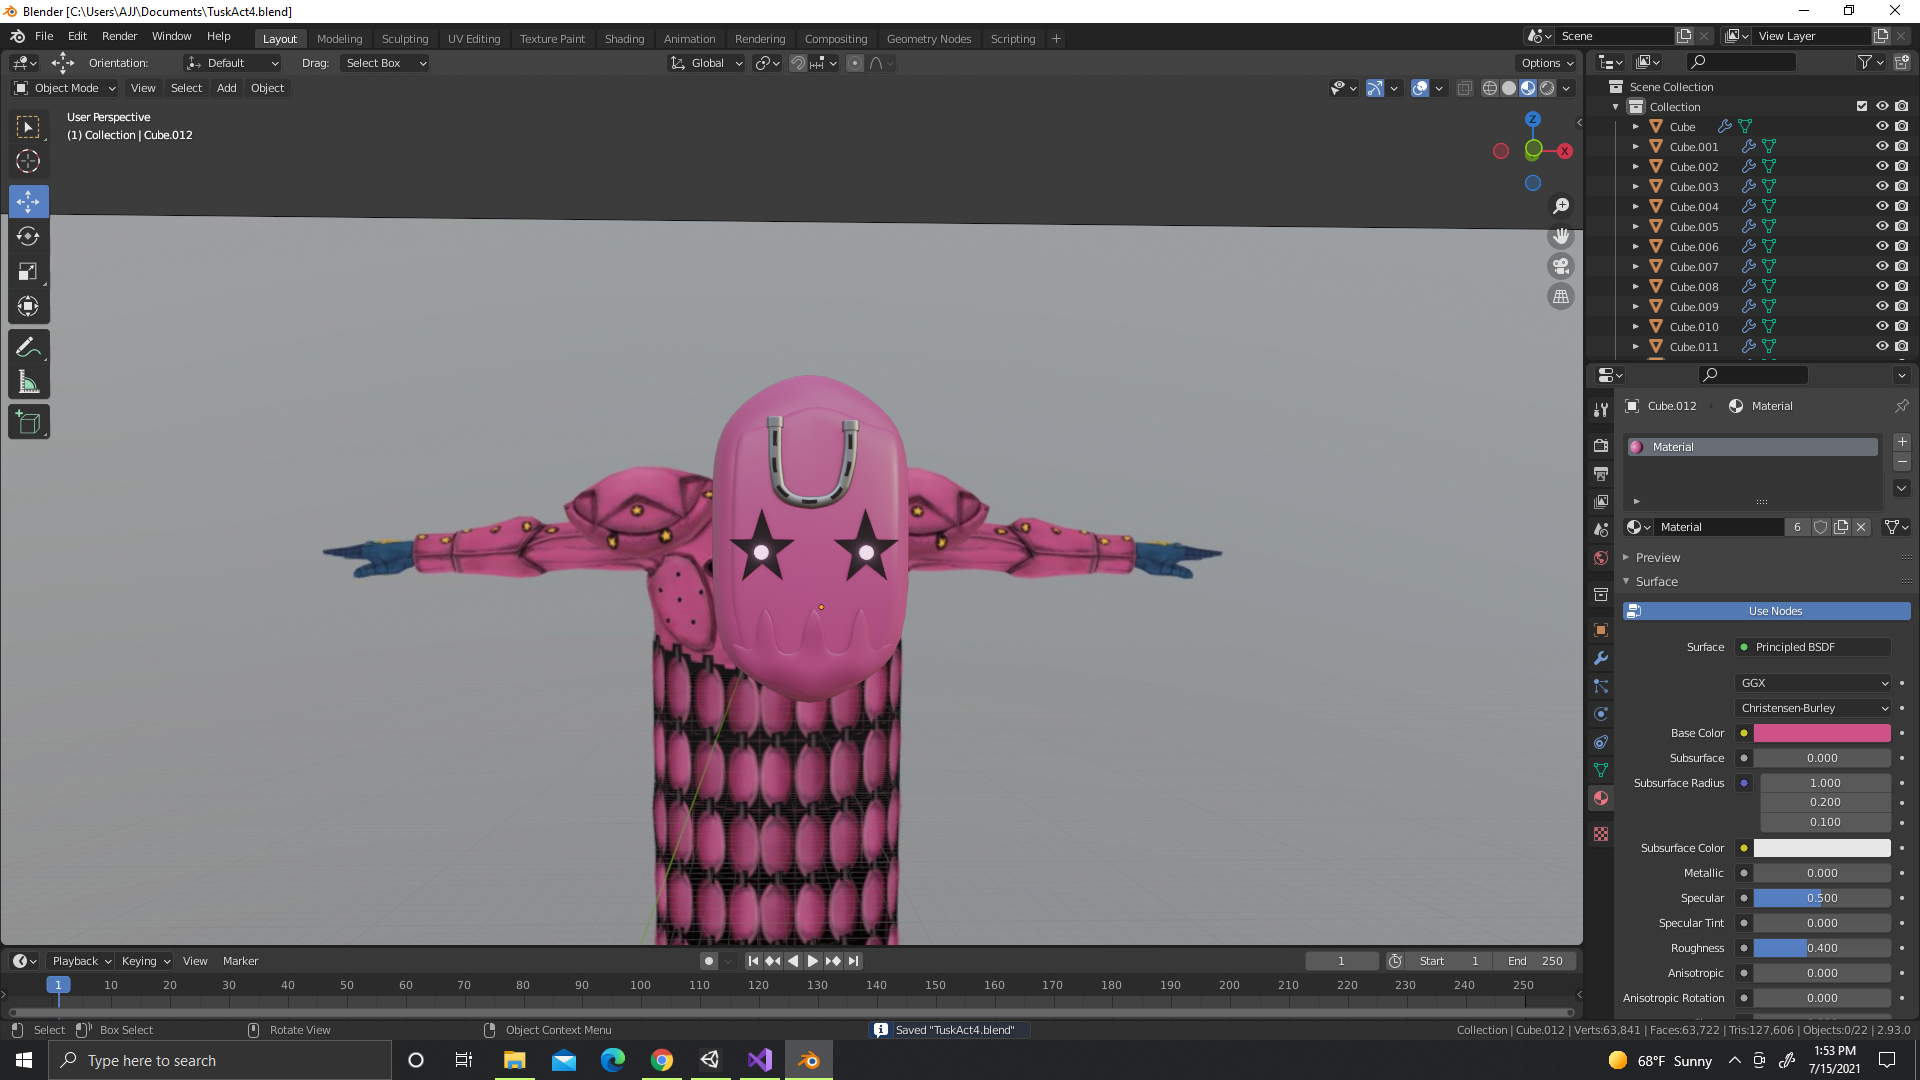 Blender [C:\Users\AJJ\Documents\TuskAct4.blend]
File Edit Render Window Help Layout Modeling Sculpting UV Editing Texture Paint Shading Animation Rendering Compositing Geometry Nodes Scripting + Scene View Layer
Orientation: Default Drag: Select Box Global Options
Object Mode View Select Add Object
User Perspective
(1) Collection | Cube.012
Z
X
Scene Collection
Collection
Cube
Cube.001
Cube.002
Cube.003
Cube.004
Cube.005
Cube.006
Cube.007
Cube.008
Cube.009
Cube.010
Cube.011
Cube.012 Material
Material
Material 6
Preview
Surface
Use Nodes
Surface Principled BSDF
GGX
Christensen-Burley
Base Color
Subsurface 0.000
Subsurface Radius 1.000
0.200
0.100
Subsurface Color
Metallic 0.000
Specular 0.500
Specular Tint 0.000
Roughness 0.400
Anisotropic 0.000
Anisotropic Rotation 0.000
Playback Keying View Marker 1 Start 1 End 250
1 10 20 30 40 50 60 70 80 90 100 110 120 130 140 150 160 170 180 190 200 210 220 230 240 250
Select Box Select Rotate View Object Context Menu Saved "TuskAct4.blend" Collection | Cube.012 | Verts:63,841 | Faces:63,722 | Tris:127,606 | Objects:0/22 | 2.93.0
Type here to search 68°F Sunny 1:53 PM
7/15/2021